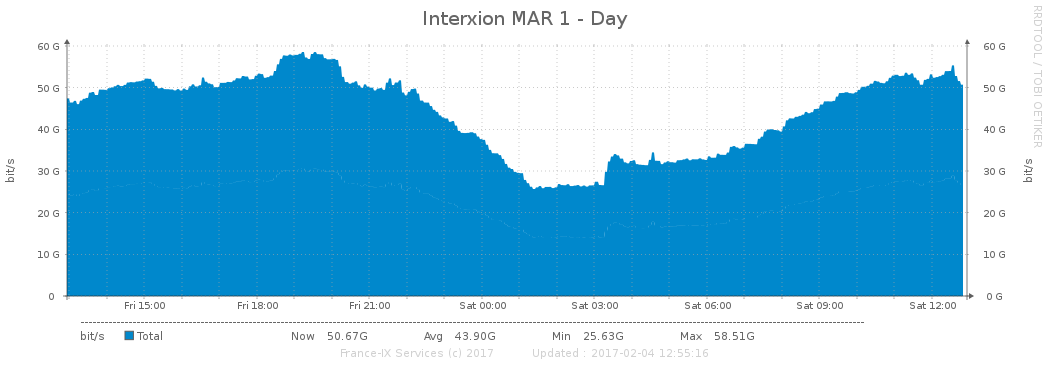 Interxion MAR 1 - Day
RRDTOOL / TOBI OETIKER
bit/s
60 G
50 G
40 G
30 G
20 G
10 G
0
60 G
50 G
40 G
30 G
20 G
10 G
0 G
bit/s
Fri 15:00 Fri 18:00 Fri 21:00 Sat 00:00 Sat 03:00 Sat 06:00 Sat 09:00 Sat 12:00
bit/s Total Now 50.67G Avg 43.90G Min 25.63G Max 58.51G
France-IX Services (c) 2017 Updated : 2017-02-04 12:55:16